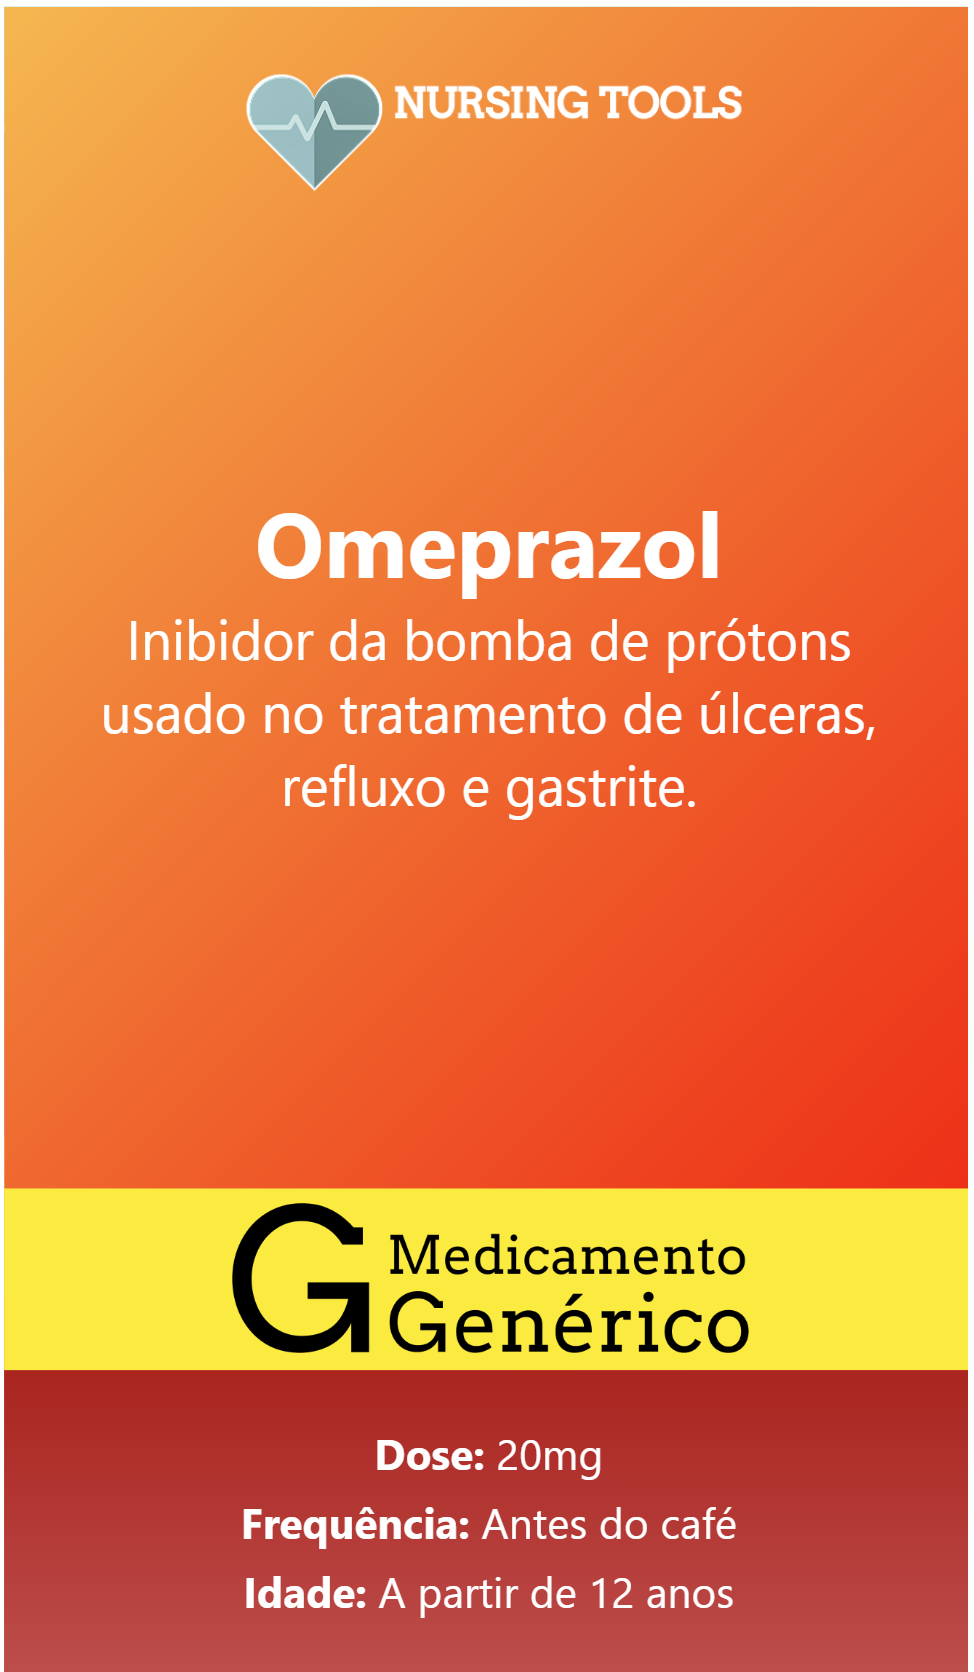 NURSING TOOLS
Omeprazol
Inibidor da bomba de prótons
usado no tratamento de úlceras,
refluxo e gastrite.
G Medicamento
Genérico
Dose: 20mg
Frequência: Antes do café
Idade: A partir de 12 anos